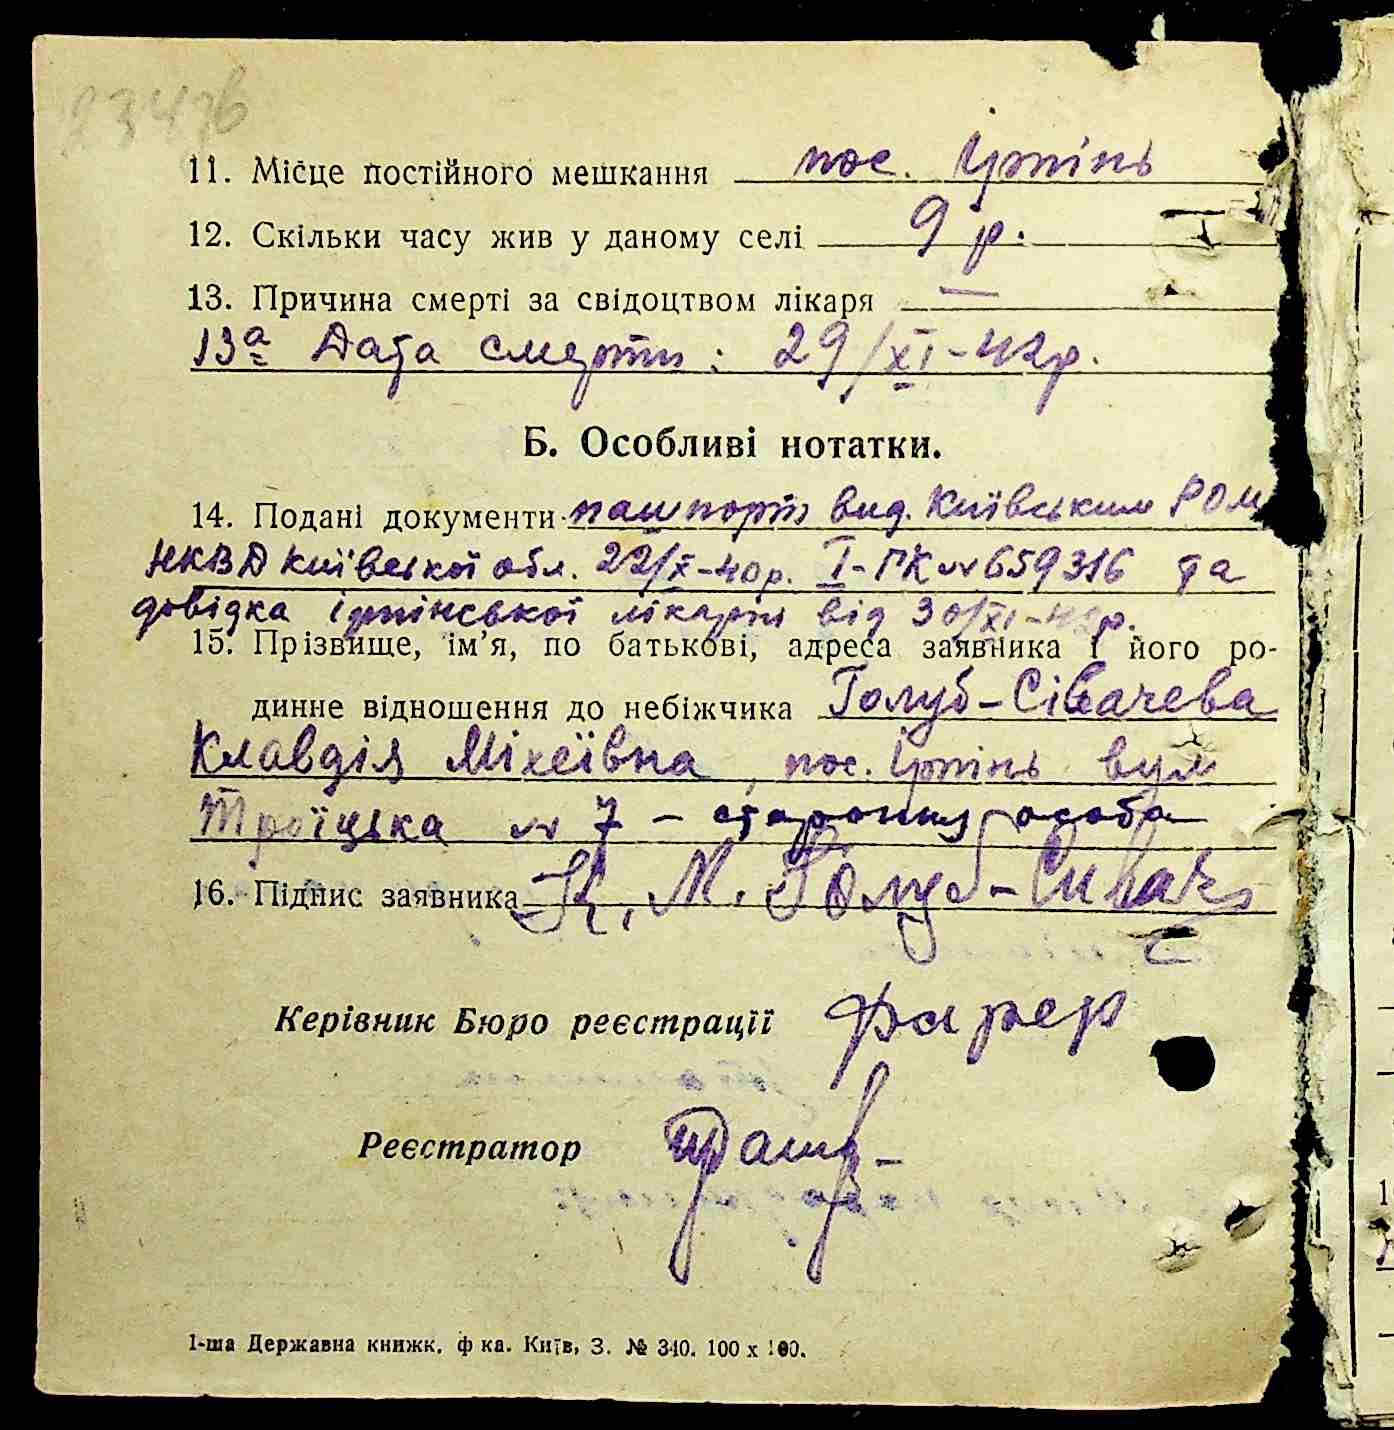 2347б
11. Місце постійного мешкання пос. Ірпінь
12. Скільки часу жив у даному селі 9 р.
13. Причина смерті за свідоцтвом лікаря —
13а Дата смерти: 29/XI-42р.
Б. Особливі нотатки.
14. Подані документи паспорт вид. Київським РОМ
НКВД Київської обл. 22/X-40р. I-ГК № 659316 та
довідка ірпінської лікарні від 30/XI-42р.
15. Прізвище, ім’я, по батькові, адреса заявника і його ро-
динне відношення до небіжчика Голуб-Сівачева
Клавдія Міхеївна, пос. Ірпінь вул
Троїцька № 7 – стороння особа
16. Підпис заявника К. М. Голуб-Сивач
Керівник Бюро реєстрації
Реєстратор
1-ша Державна книжк. ф ка. Київ, З. № 340. 100 х 100.